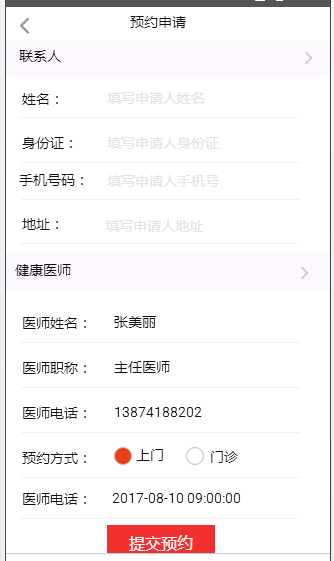 预约申请
联系人
姓名： 填写申请人姓名
身份证： 填写申请人身份证
手机号码： 填写申请人手机号
地址： 填写申请人地址
健康医师
医师姓名： 张美丽
医师职称： 主任医师
医师电话： 13874188202
预约方式： 上门 门诊
医师电话： 2017-08-10 09:00:00
提交预约